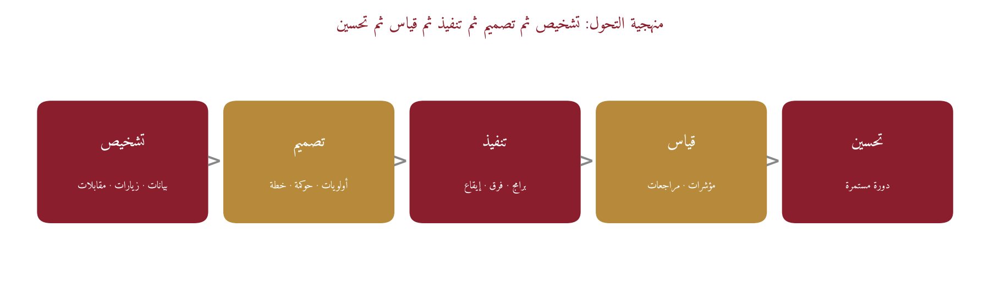 منهجية التحول: تشخيص ثم تصميم ثم تنفيذ ثم قياس ثم تحسين
تشخيص
بيانات · زيارات · مقابلات
تصميم
أولويات · حوكمة · خطة
تنفيذ
برامج · فرق · إيقاع
قياس
مؤشرات · مراجعات
تحسين
دورة مستمرة